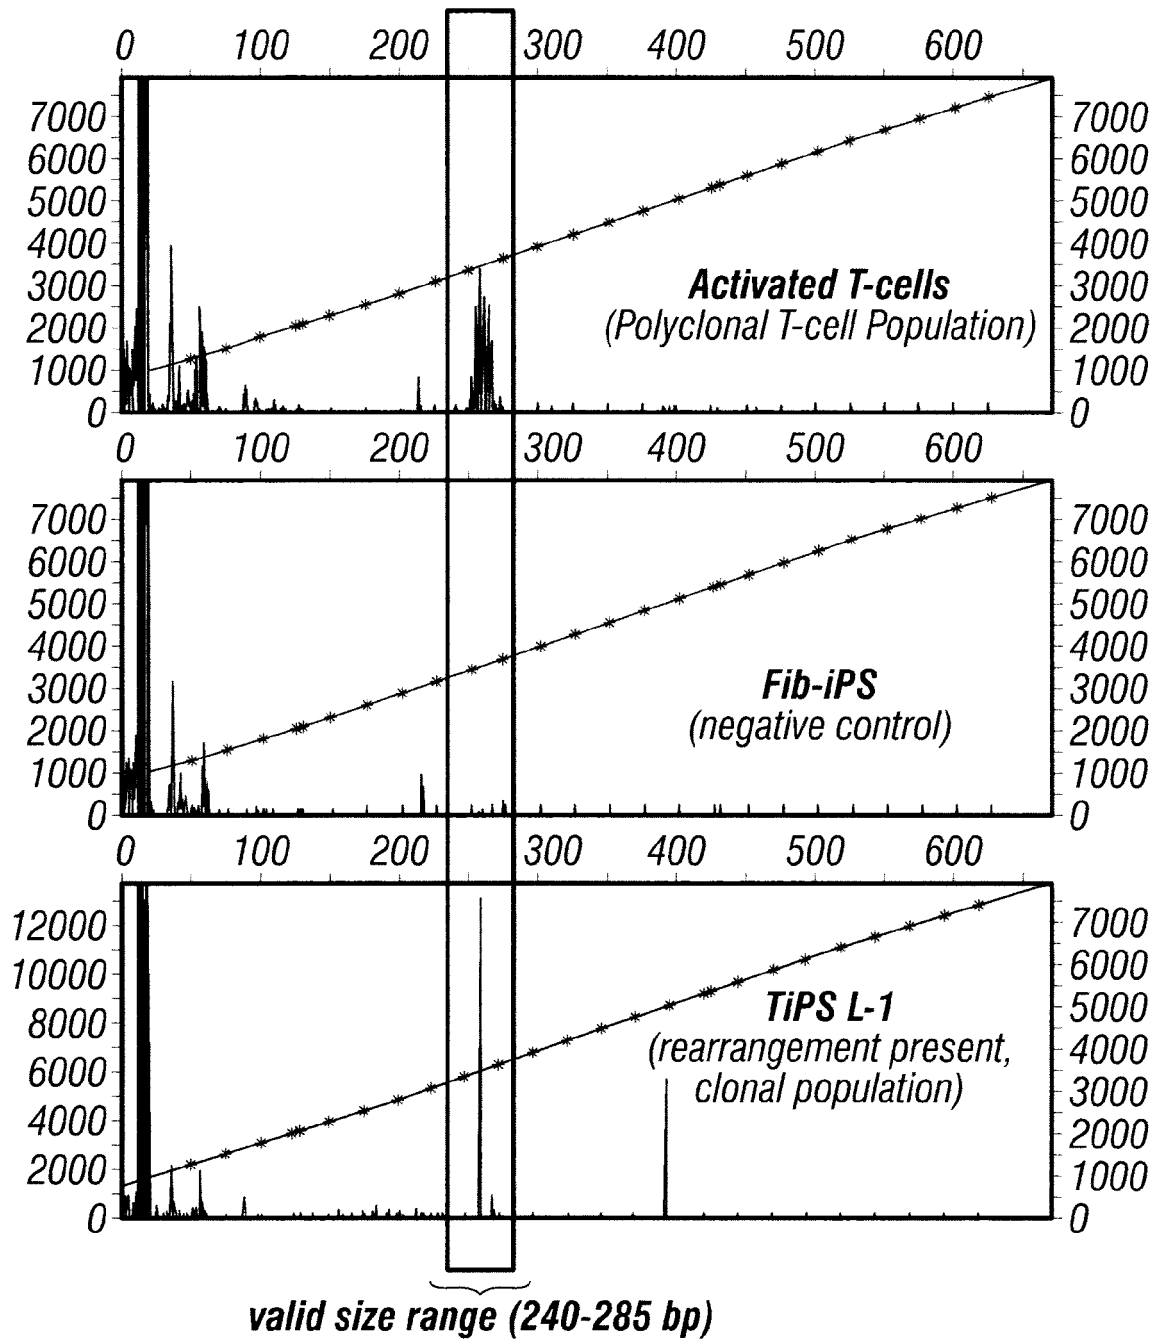 0 100 200 300 400 500 600
7000 7000
6000 6000
5000 5000
4000 4000
3000 3000
2000 2000
1000 1000
0 0
Activated T-cells
(Polyclonal T-cell Population)
0 100 200 300 400 500 600
7000 7000
6000 6000
5000 5000
4000 4000
3000 3000
2000 2000
1000 1000
0 0
Fib-iPS
(negative control)
0 100 200 300 400 500 600
12000 7000
10000 6000
8000 5000
6000 4000
4000 3000
2000 2000
0 1000
0
TiPS L-1
(rearrangement present,
clonal population)
valid size range (240-285 bp)